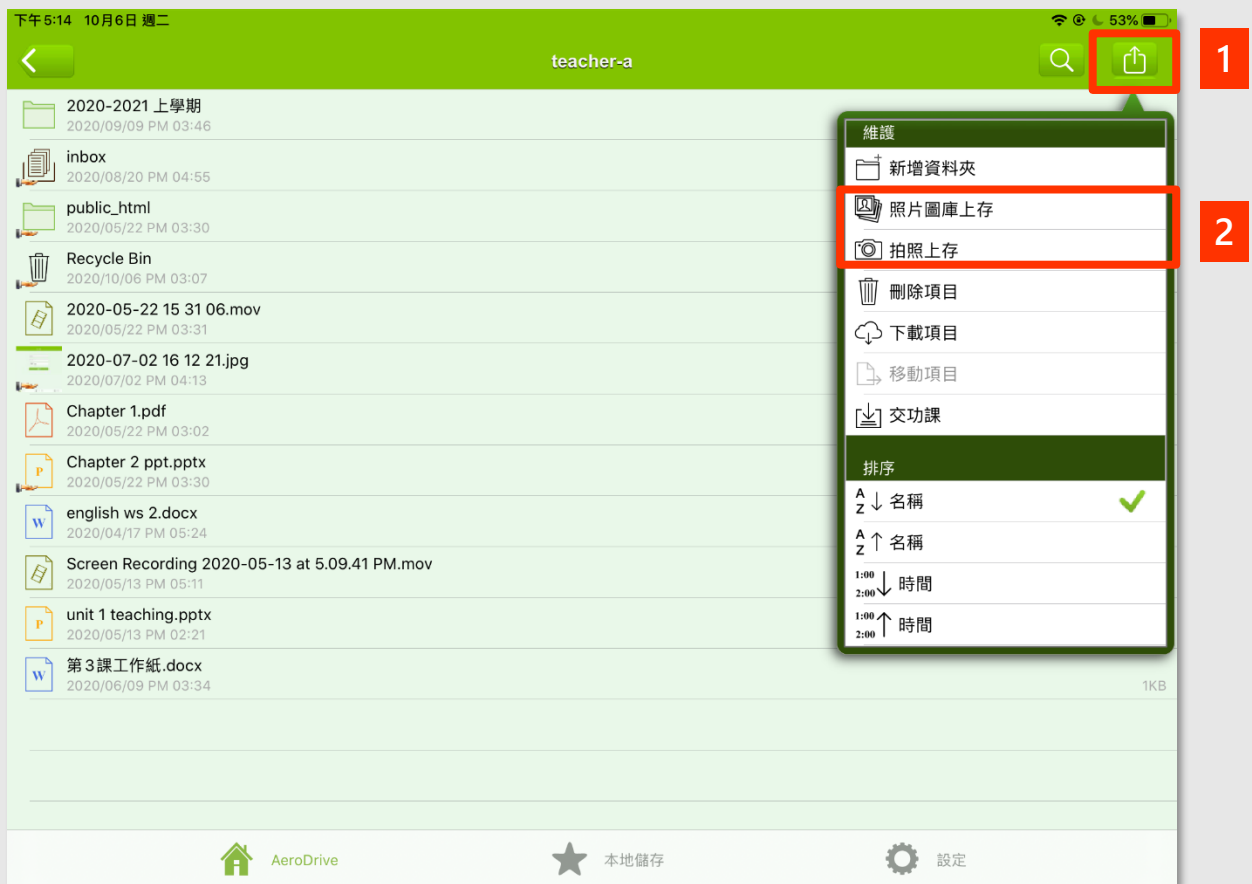 下午5:14 10月6日 週二
53%
teacher-a
1
2020-2021 上學期
2020/09/09 PM 03:46
inbox
2020/08/20 PM 04:55
public_html
2020/05/22 PM 03:30
Recycle Bin
2020/10/06 PM 03:07
2020-05-22 15 31 06.mov
2020/05/22 PM 03:31
2020-07-02 16 12 21.jpg
2020/07/02 PM 04:13
Chapter 1.pdf
2020/05/22 PM 03:02
P
Chapter 2 ppt.pptx
2020/05/22 PM 03:30
W
english ws 2.docx
2020/04/17 PM 05:24
Screen Recording 2020-05-13 at 5.09.41 PM.mov
2020/05/13 PM 05:11
P
unit 1 teaching.pptx
2020/05/13 PM 02:21
W
第3課工作紙.docx
2020/06/09 PM 03:34
1KB
維護
新增資料夾
照片圖庫上存
拍照上存
2
刪除項目
下載項目
移動項目
交功課
排序
A Z 名稱
A Z 名稱
1:00 2:00 時間
1:00 2:00 時間
AeroDrive
本地儲存
設定